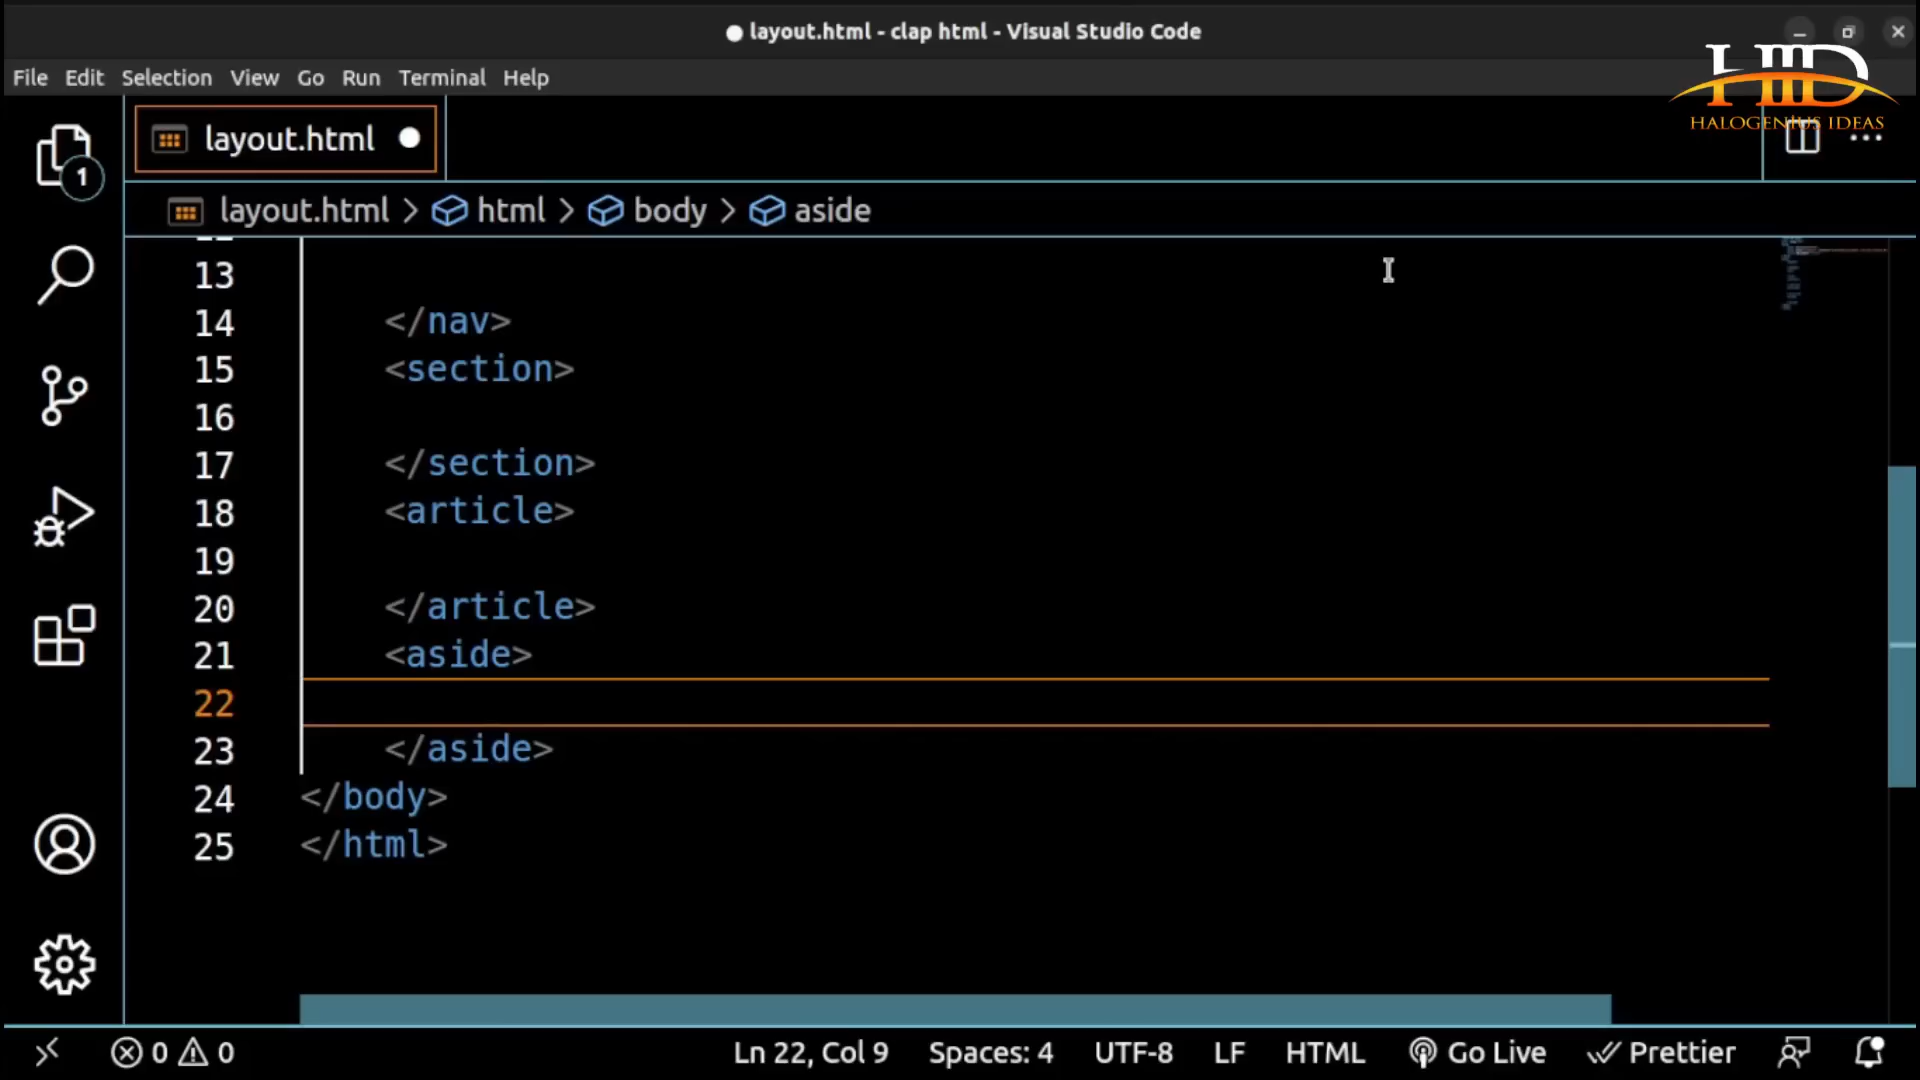 layout.html - clap html - Visual Studio Code
File Edit Selection View Go Run Terminal Help
HID
HALOGENIUS IDEAS
layout.html
1
layout.html > html > body > aside
13
14 </nav>
15 <section>
16
17 </section>
18 <article>
19
20 </article>
21 <aside>
22
23 </aside>
24 </body>
25 </html>
0 0 Ln 22, Col 9 Spaces: 4 UTF-8 LF HTML Go Live Prettier